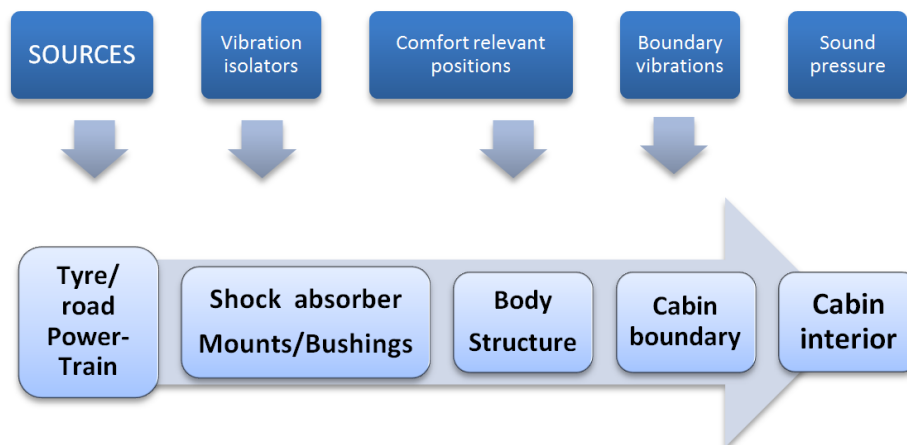 SOURCES
Vibration
isolators
Comfort relevant
positions
Boundary
vibrations
Sound
pressure
Tyre/
road
Power-
Train
Shock absorber
Mounts/Bushings
Body
Structure
Cabin
boundary
Cabin
interior